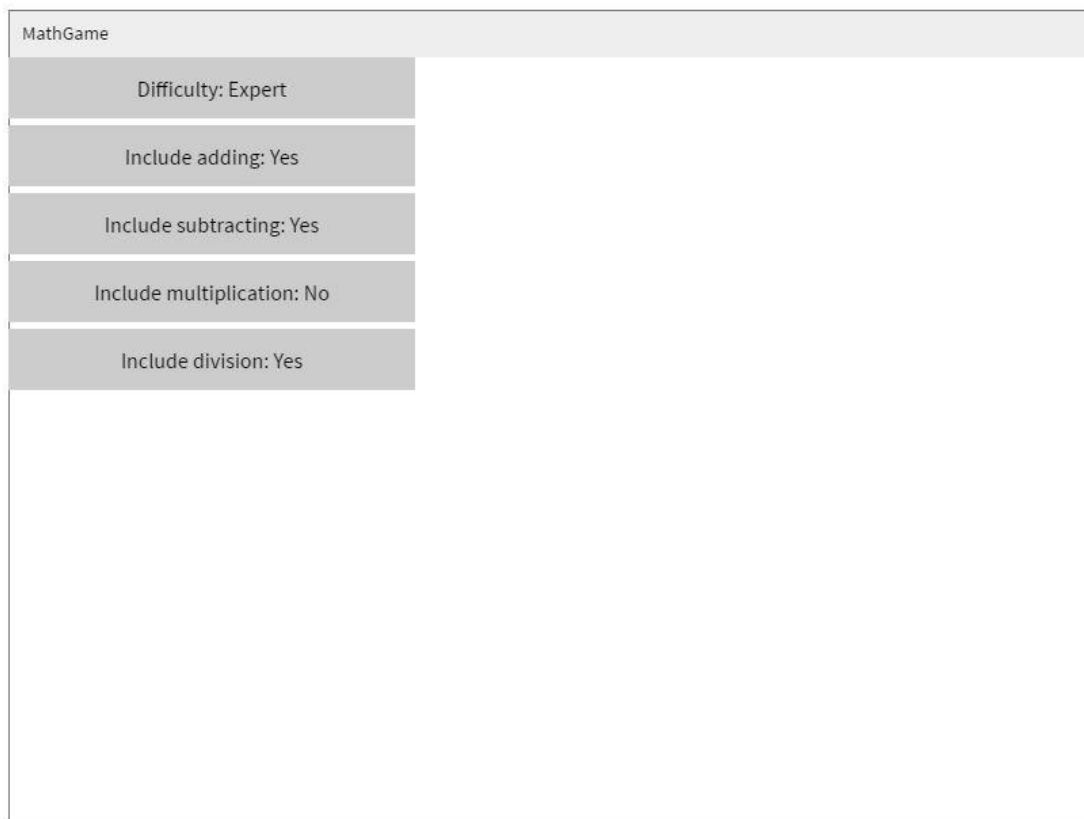 MathGame
Difficulty: Expert
Include adding: Yes
Include subtracting: Yes
Include multiplication: No
Include division: Yes